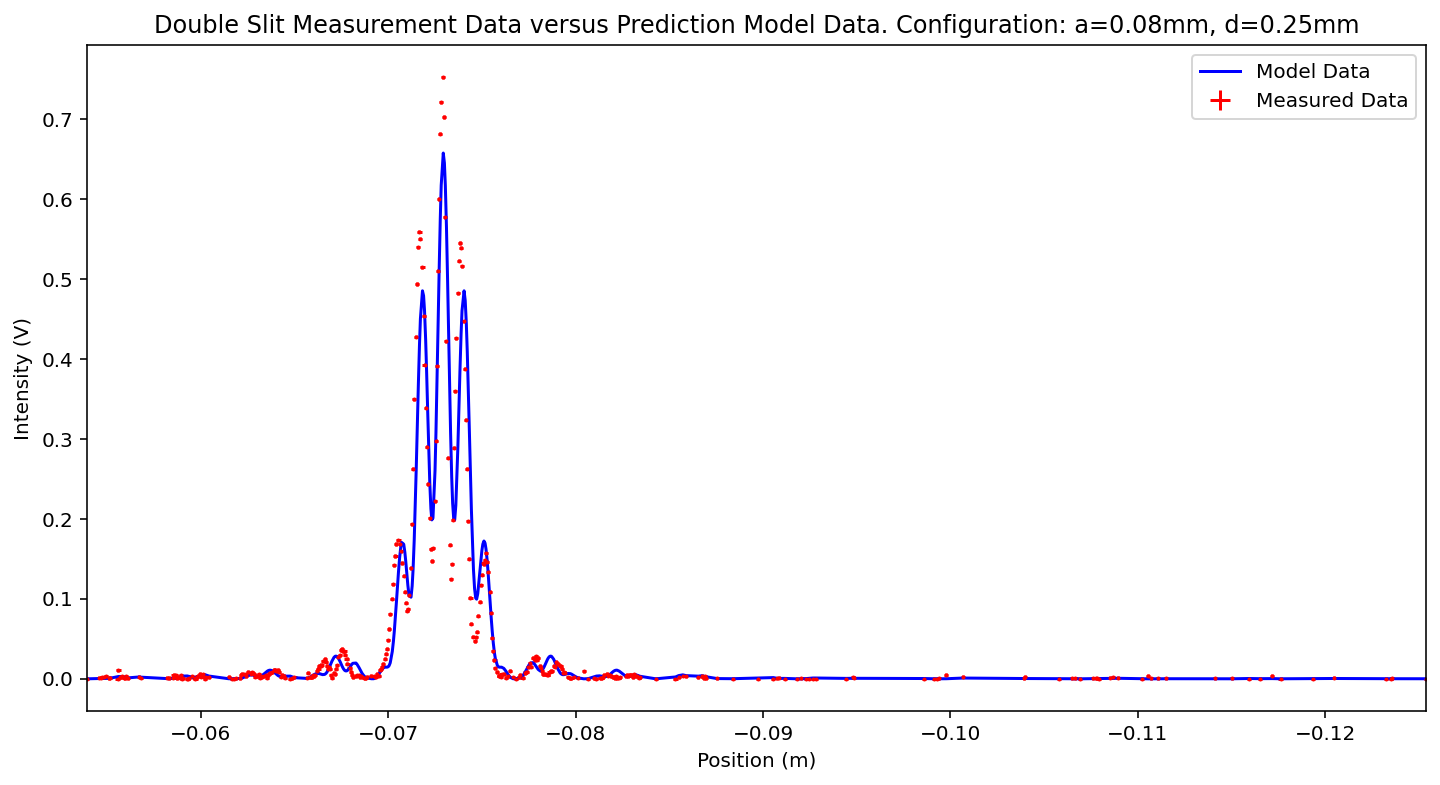 Double Slit Measurement Data versus Prediction Model Data. Configuration: a=0.08mm, d=0.25mm
Model Data
Measured Data
Intensity (V)
0.7
0.6
0.5
0.4
0.3
0.2
0.1
0.0
−0.06 −0.07 −0.08 −0.09 −0.10 −0.11 −0.12
Position (m)